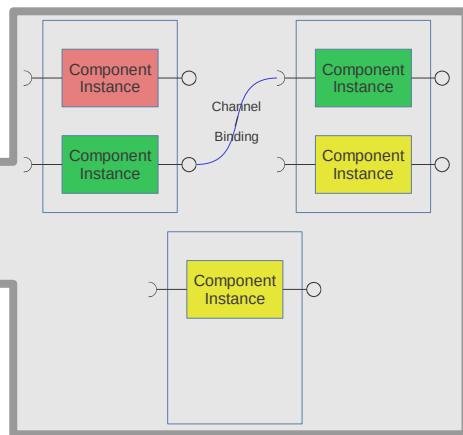 Component
Instance
Component
Instance
Channel
Binding
Component
Instance
Component
Instance
Component
Instance